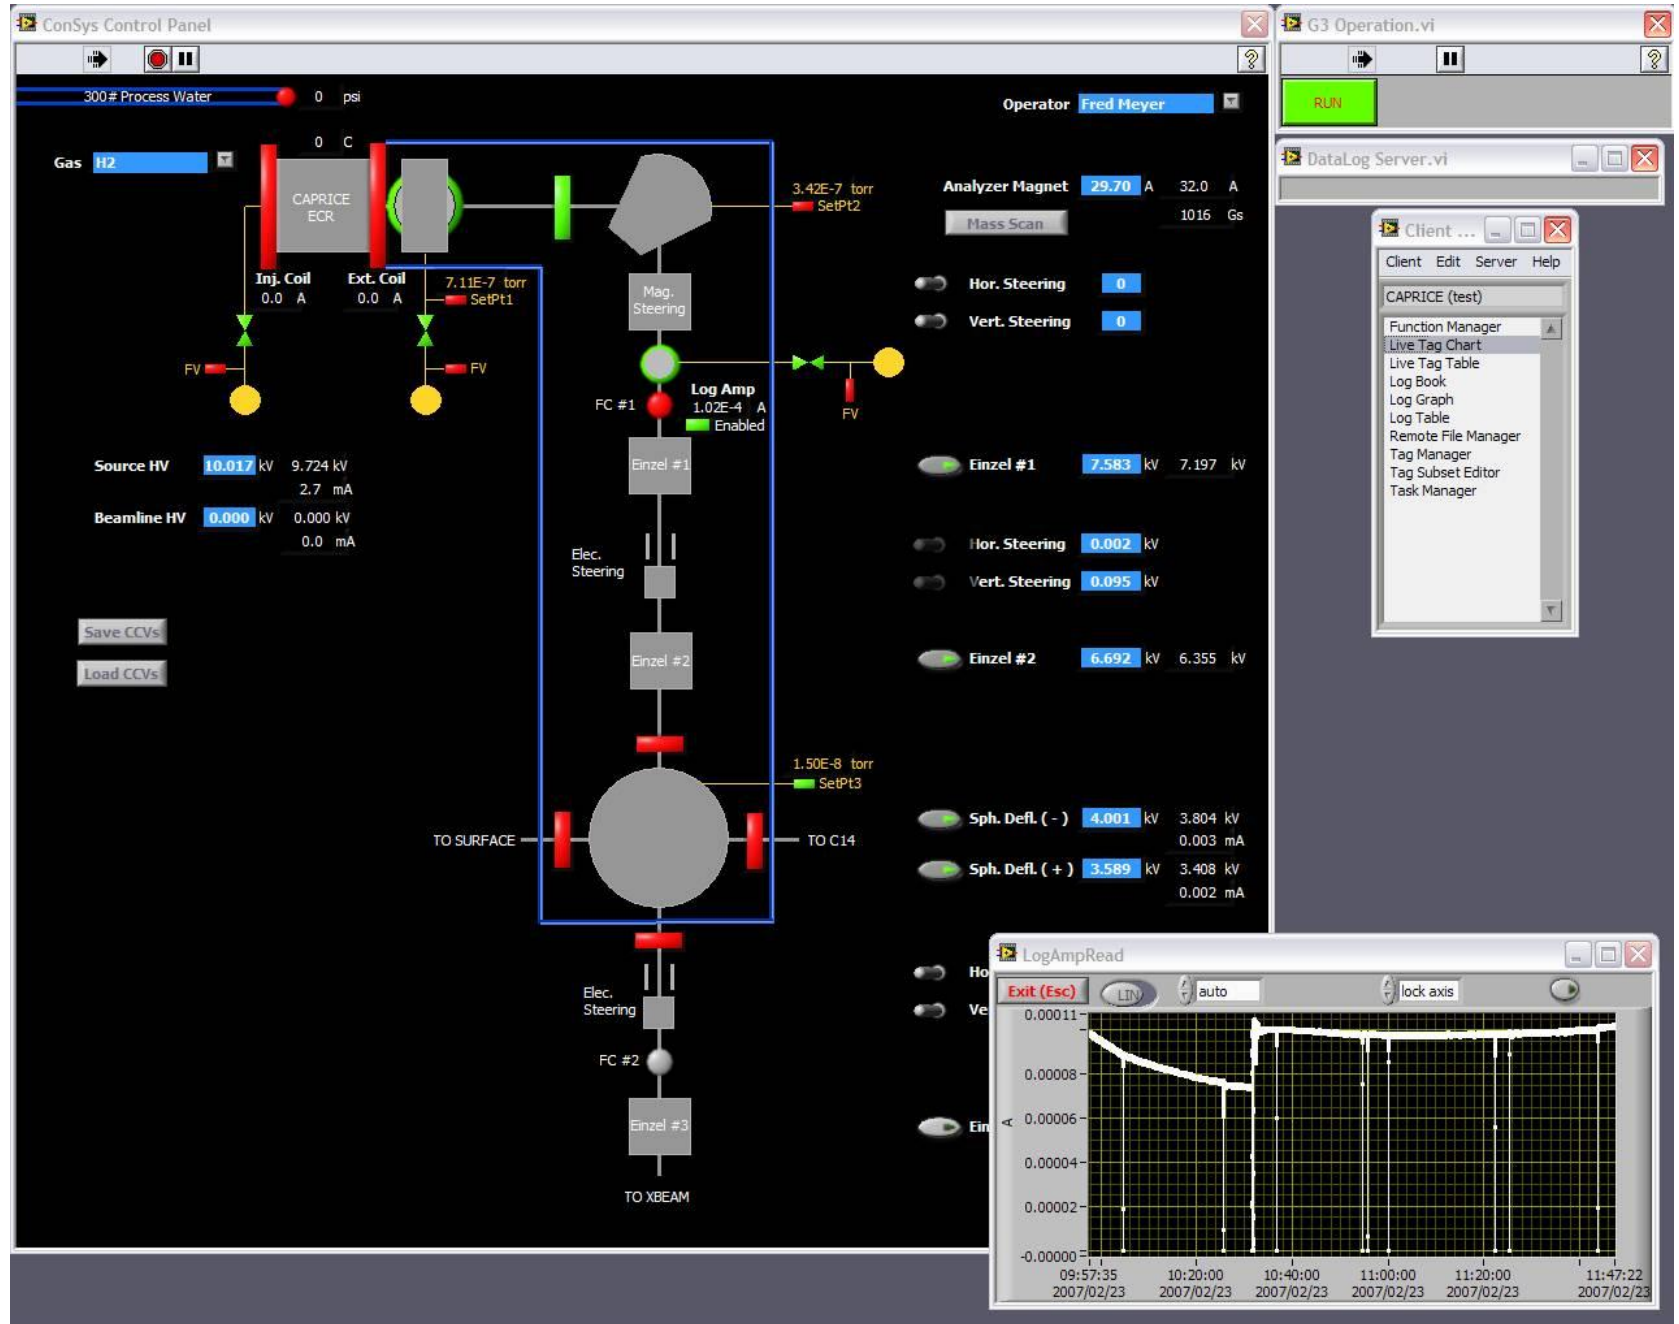 ConSys Control Panel
300# Process Water 0 psi
Operator Fred Meyer
0 C
Gas H2
CAPRICE
ECR
Inj. Coil
0.0 A
Ext. Coil
0.0 A
7.11E-7 torr
SetPt1
FV
FV
3.42E-7 torr
SetPt2
Mag.
Steering
FC #1
Log Amp
1.02E-4 A
Enabled
FV
Analyzer Magnet 29.70 A 32.0 A
Mass Scan 1016 Gs
Hor. Steering 0
Vert. Steering 0
Source HV 10.017 kV 9.724 kV
2.7 mA
Beamline HV 0.000 kV 0.000 kV
0.0 mA
Einzel #1
Einzel #1 7.583 kV 7.197 kV
Elec.
Steering
Hor. Steering 0.002 kV
Vert. Steering 0.095 kV
Save CCVs
Load CCVs
Einzel #2
Einzel #2 6.692 kV 6.355 kV
1.50E-8 torr
SetPt3
TO SURFACE
TO C14
Sph. Defl. ( - ) 4.001 kV 3.804 kV
0.003 mA
Sph. Defl. ( + ) 3.589 kV 3.408 kV
0.002 mA
Elec.
Steering
Ho
Ve
FC #2
Einzel #3
Ein
TO XBEAM
G3 Operation.vi
RUN
DataLog Server.vi
Client ...
Client Edit Server Help
CAPRICE (test)
Function Manager
Live Tag Chart
Live Tag Table
Log Book
Log Graph
Log Table
Remote File Manager
Tag Manager
Tag Subset Editor
Task Manager
LogAmpRead
Exit (Esc) LIN auto lock axis
0.00011
0.00008
A
0.00006
0.00004
0.00002
-0.00000
09:57:35 10:20:00 10:40:00 11:00:00 11:20:00 11:47:22
2007/02/23 2007/02/23 2007/02/23 2007/02/23 2007/02/23 2007/02/23